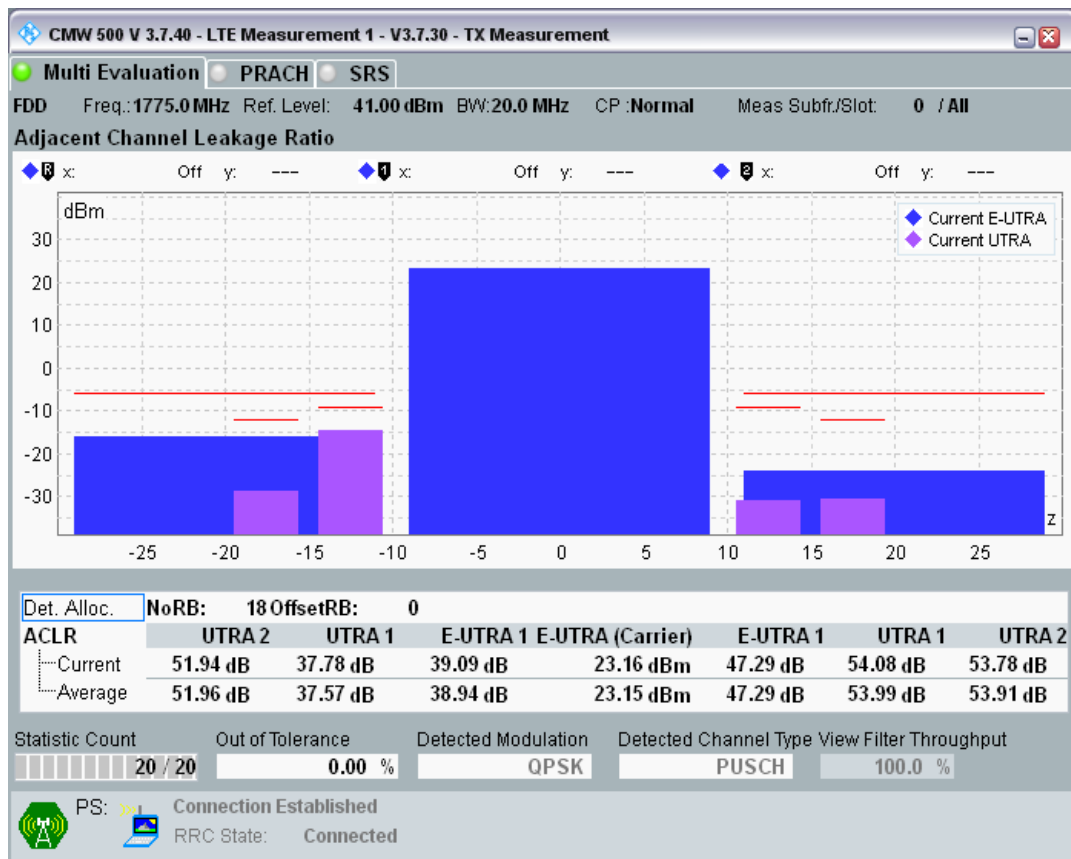 CMW 500 V 3.7.40 - LTE Measurement 1 - V3.7.30 - TX Measurement
Multi Evaluation PRACH SRS
FDD Freq.:1775.0 MHz Ref. Level: 41.00 dBm BW:20.0 MHz CP :Normal Meas Subfr./Slot: 0 / All
Adjacent Channel Leakage Ratio
R x: Off y: --- 1 x: Off y: --- 2 x: Off y: ---
dBm
Current E-UTRA
Current UTRA
30
20
10
0
-10
-20
-30
z
-25 -20 -15 -10 -5 0 5 10 15 20 25
Det. Alloc. NoRB: 18 OffsetRB: 0
ACLR UTRA 2 UTRA 1 E-UTRA 1 E-UTRA (Carrier) E-UTRA 1 UTRA 1 UTRA 2
Current 51.94 dB 37.78 dB 39.09 dB 23.16 dBm 47.29 dB 54.08 dB 53.78 dB
Average 51.96 dB 37.57 dB 38.94 dB 23.15 dBm 47.29 dB 53.99 dB 53.91 dB
Statistic Count Out of Tolerance Detected Modulation Detected Channel Type View Filter Throughput
20 / 20 0.00 % QPSK PUSCH 100.0 %
PS: Connection Established
RRC State: Connected